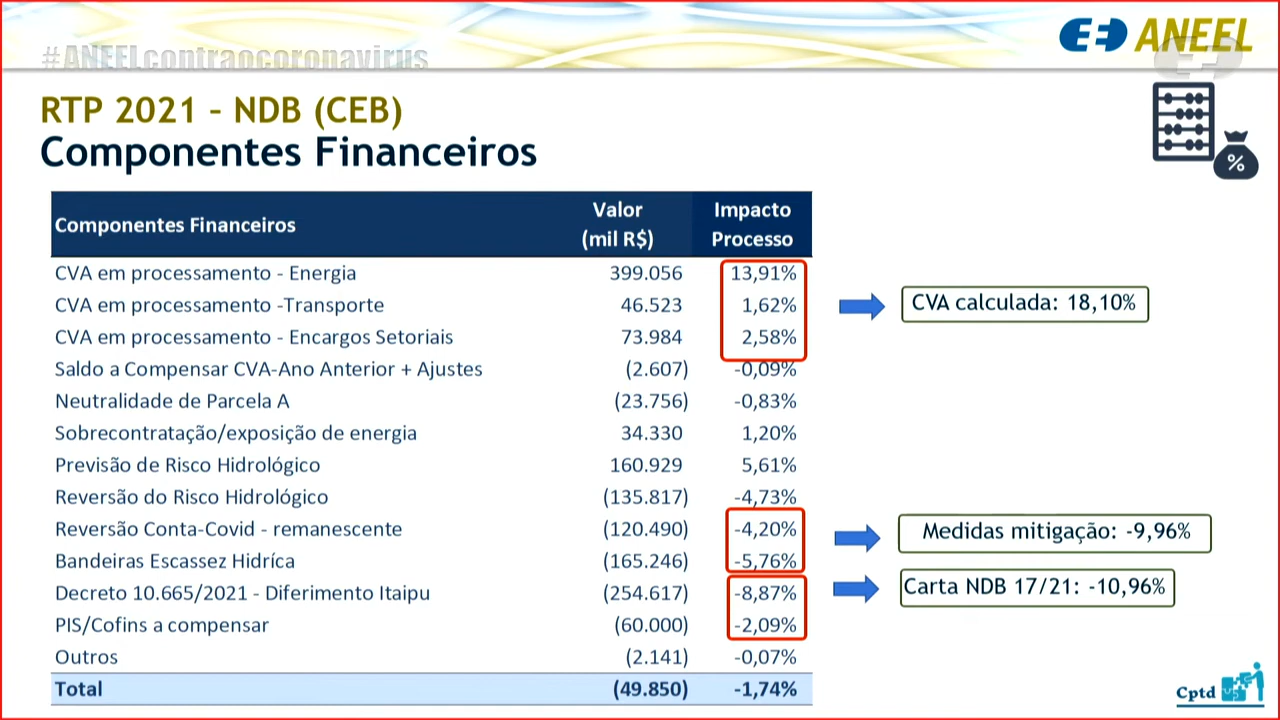 #ANEELcontraocoronavirus
ANEEL
RTP 2021 – NDB (CEB)
Componentes Financeiros
%
Componentes Financeiros Valor (mil R$) Impacto Processo
CVA em processamento - Energia 399.056 13,91%
CVA em processamento -Transporte 46.523 1,62%
CVA em processamento - Encargos Setoriais 73.984 2,58%
CVA calculada: 18,10%
Saldo a Compensar CVA-Ano Anterior + Ajustes (2.607) -0,09%
Neutralidade de Parcela A (23.756) -0,83%
Sobrecontratação/exposição de energia 34.330 1,20%
Previsão de Risco Hidrológico 160.929 5,61%
Reversão do Risco Hidrológico (135.817) -4,73%
Reversão Conta-Covid - remanescente (120.490) -4,20%
Bandeiras Escassez Hidríca (165.246) -5,76%
Medidas mitigação: -9,96%
Decreto 10.665/2021 - Diferimento Itaipu (254.617) -8,87%
PIS/Cofins a compensar (60.000) -2,09%
Carta NDB 17/21: -10,96%
Outros (2.141) -0,07%
Total (49.850) -1,74%
Cptd